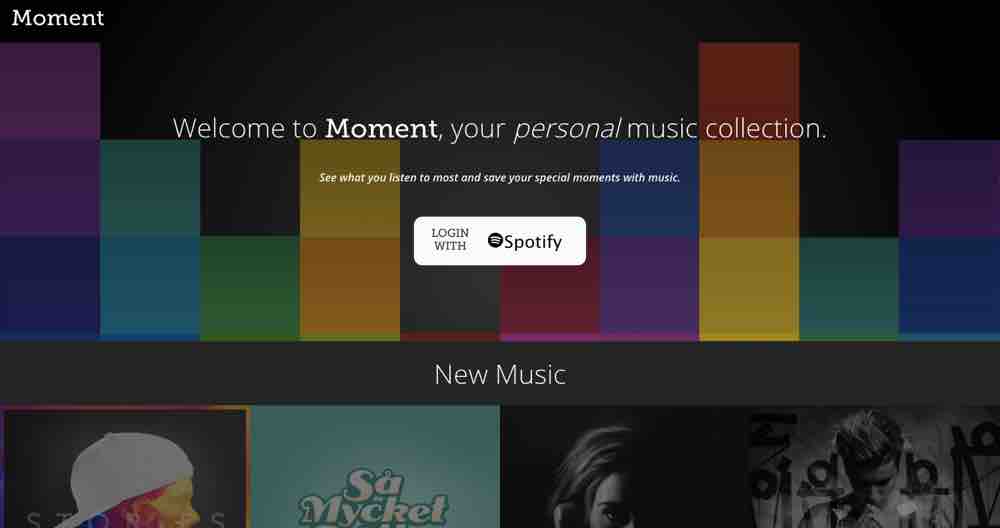 Moment
Welcome to Moment, your personal music collection.
See what you listen to most and save your special moments with music.
LOGIN
WITH
Spotify
New Music
STORIES
Så
Mycket